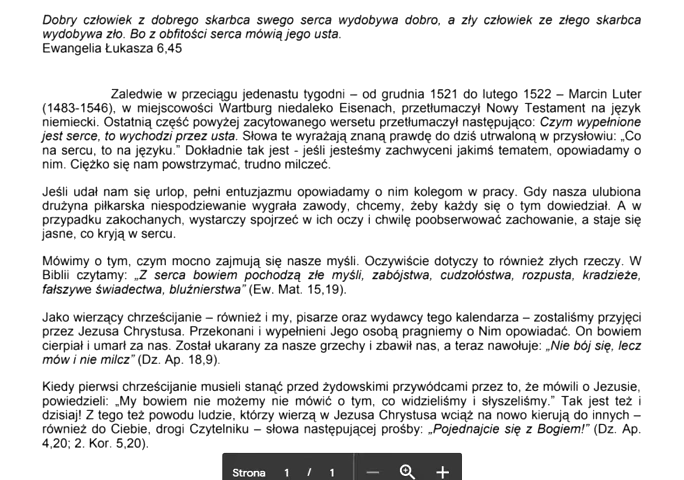 Dobry człowiek z dobrego skarbca swego serca wydobywa dobro, a zły człowiek ze złego skarbca
wydobywa zło. Bo z obfitości serca mówią jego usta.
Ewangelia Łukasza 6,45
Zaledwie w przeciągu jedenastu tygodni – od grudnia 1521 do lutego 1522 – Marcin Luter
(1483-1546), w miejscowości Wartburg niedaleko Eisenach, przetłumaczył Nowy Testament na język
niemiecki. Ostatnią część powyżej zacytowanego wersetu przetłumaczył następująco: Czym wypełnione
jest serce, to wychodzi przez usta. Słowa te wyrażają znaną prawdę do dziś utrwaloną w przysłowiu: „Co
na sercu, to na języku.” Dokładnie tak jest - jeśli jesteśmy zachwyceni jakimś tematem, opowiadamy o
nim. Ciężko się nam powstrzymać, trudno milczeć.
Jeśli udał nam się urlop, pełni entuzjazmu opowiadamy o nim kolegom w pracy. Gdy nasza ulubiona
drużyna piłkarska niespodziewanie wygrała zawody, chcemy, żeby każdy się o tym dowiedział. A w
przypadku zakochanych, wystarczy spojrzeć w ich oczy i chwilę poobserwować zachowanie, a staje się
jasne, co kryją w sercu.
Mówimy o tym, czym mocno zajmują się nasze myśli. Oczywiście dotyczy to również złych rzeczy. W
Biblii czytamy: „Z serca bowiem pochodzą złe myśli, zabójstwa, cudzołóstwa, rozpusta, kradzieże,
fałszywe świadectwa, bluźnierstwa” (Ew. Mat. 15,19).
Jako wierzący chrześcijanie – również i my, pisarze oraz wydawcy tego kalendarza – zostaliśmy przyjęci
przez Jezusa Chrystusa. Przekonani i wypełnieni Jego osobą pragniemy o Nim opowiadać. On bowiem
cierpiał i umarł za nas. Został ukarany za nasze grzechy i zbawił nas, a teraz nawołuje: „Nie bój się, lecz
mów i nie milcz” (Dz. Ap. 18,9).
Kiedy pierwsi chrześcijanie musieli stanąć przed żydowskimi przywódcami przez to, że mówili o Jezusie,
powiedzieli: „My bowiem nie możemy nie mówić o tym, co widzieliśmy i słyszeliśmy.” Tak jest też i
dzisiaj! Z tego też powodu ludzie, którzy wierzą w Jezusa Chrystusa wciąż na nowo kierują do innych –
również do Ciebie, drogi Czytelniku – słowa następującej prośby: „Pojednajcie się z Bogiem!” (Dz. Ap.
4,20; 2. Kor. 5,20).
Strona 1 / 1